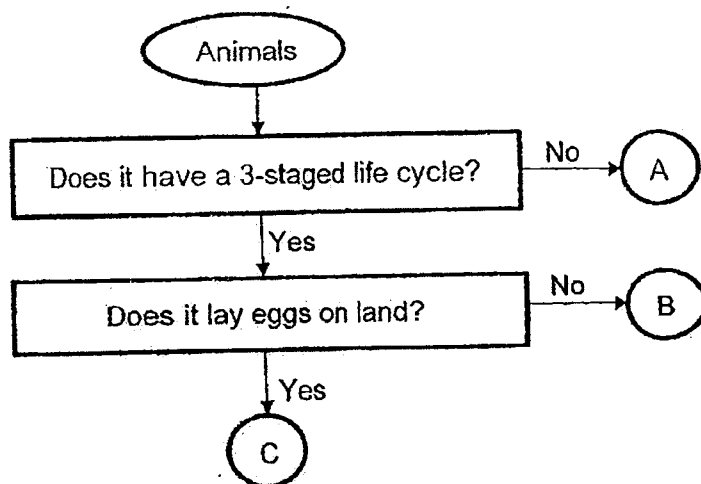 Animals
Does it have a 3-staged life cycle?
No
A
Yes
Does it lay eggs on land?
No
B
Yes
C